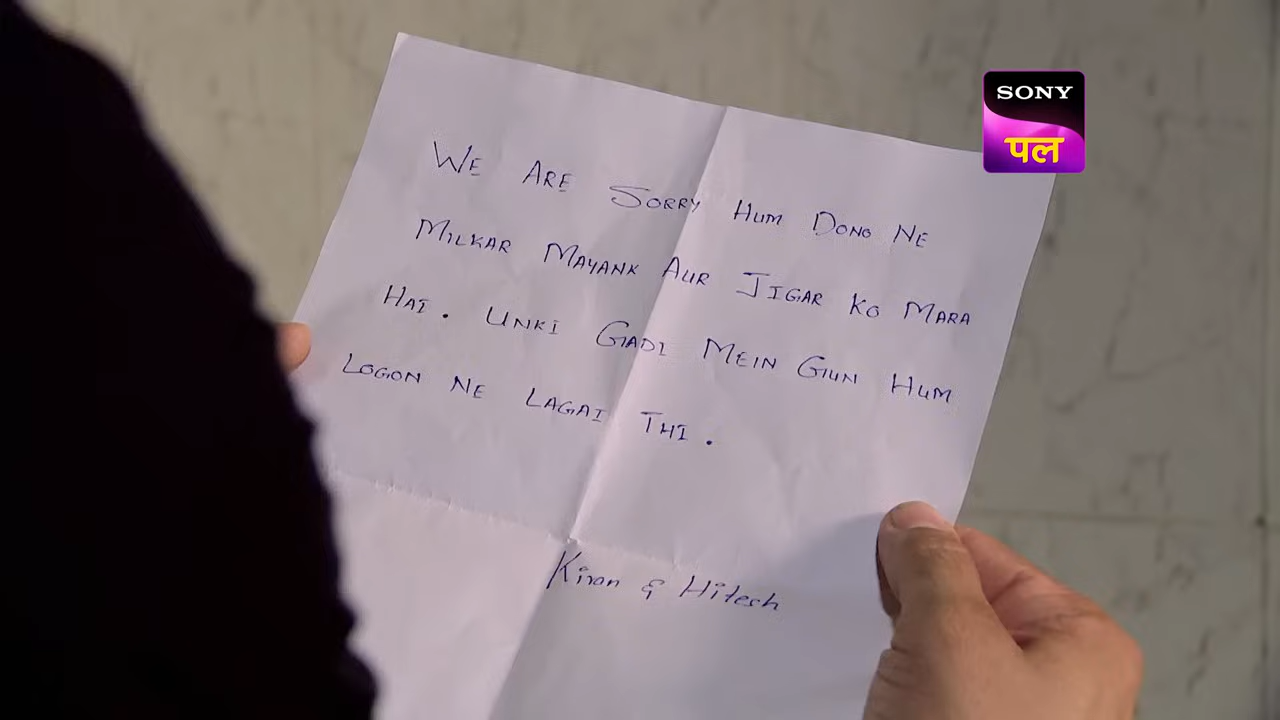 SONY
पल
WE ARE SORRY HUM DONO NE
MILKAR MAYANK AUR JIGAR KO MARA
HAI. UNKI GADI MEIN GUN HUM
LOGON NE LAGAI THI.
Kiran & Hitesh